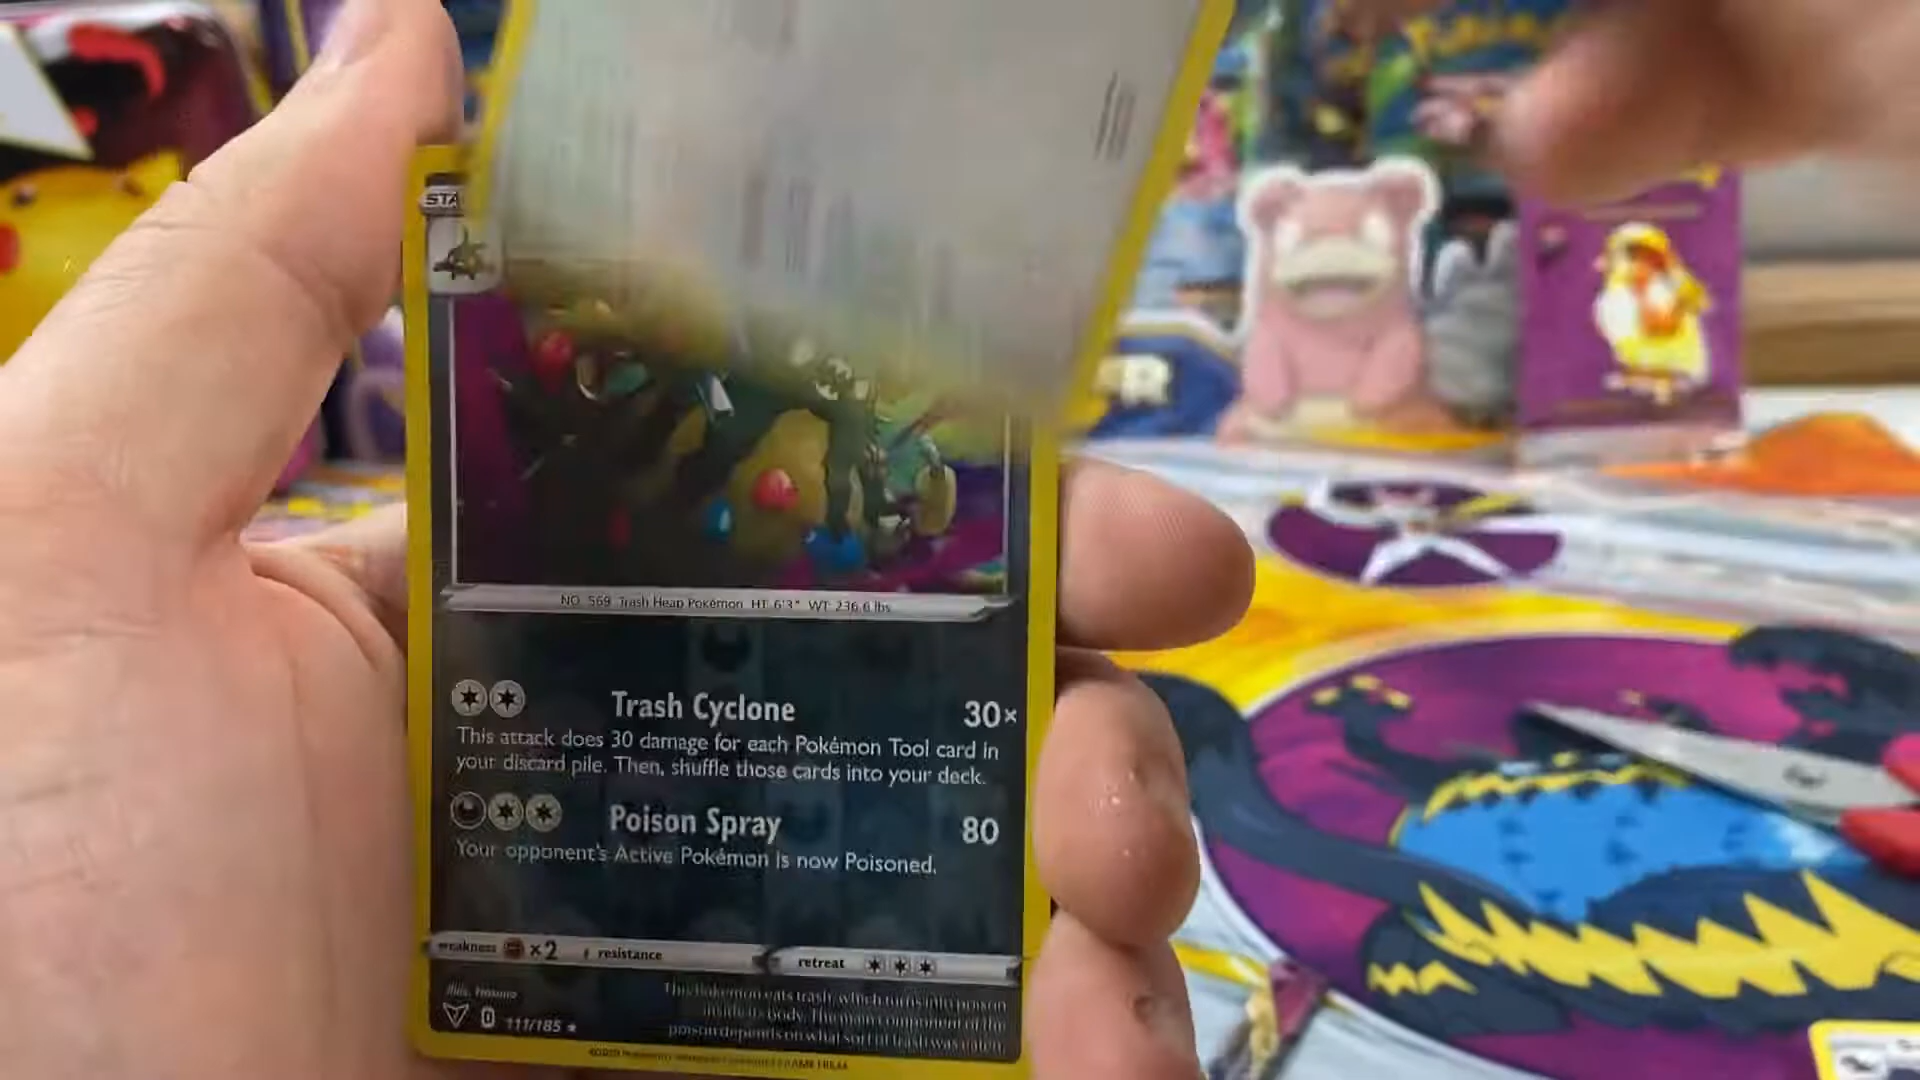 STA
NO. 569 Trash Heap Pokémon HT: 6'3" WT: 236.6 lbs
Trash Cyclone 30×
This attack does 30 damage for each Pokémon Tool card in
your discard pile. Then, shuffle those cards into your deck.
Poison Spray 80
Your opponent's Active Pokémon is now Poisoned.
weakness ×2 resistance
retreat
This Pokémon eats trash, which turns into poison
inside its body. The main component of the
poison depends on what sort of trash was eaten.
111/185